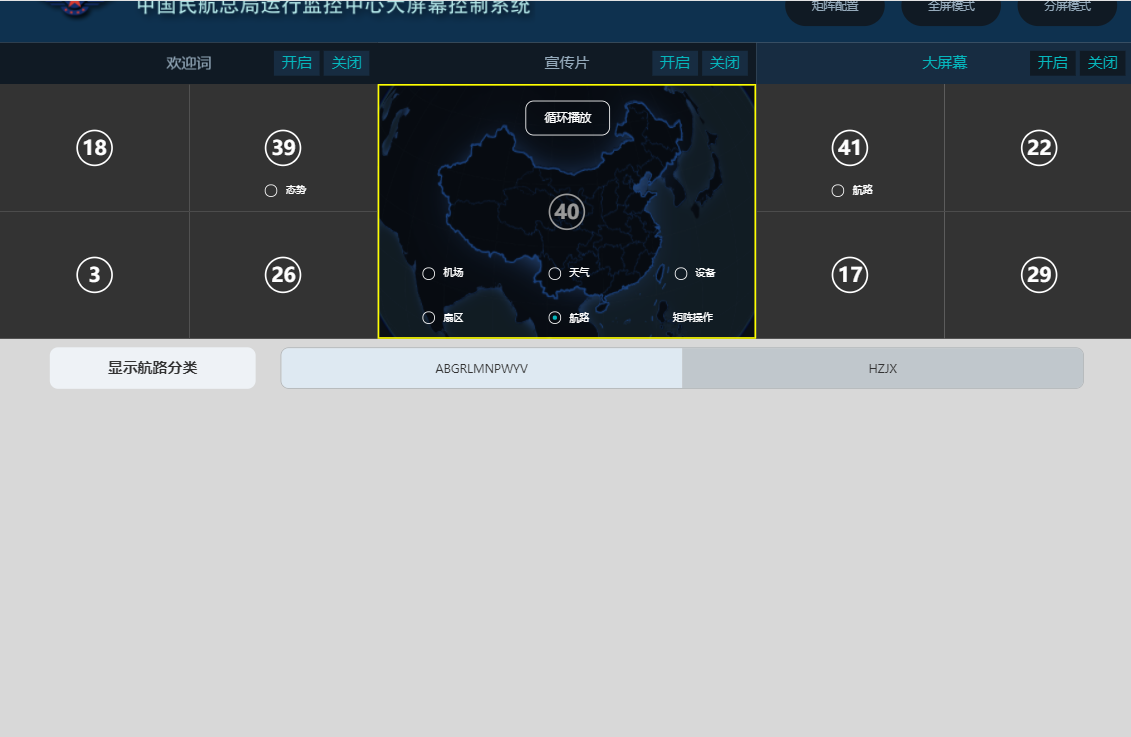 中国民航总局运行监控中心大屏幕控制系统
矩阵配置 全屏模式 分屏模式
欢迎词 开启 关闭 宣传片 开启 关闭 大屏幕 开启 关闭
循环播放
18 39 41 22
态势 航路
40
3 26 17 29
机场 天气 设备
扇区 航路 矩阵操作
显示航路分类 ABGRLMNPWYV HZJX